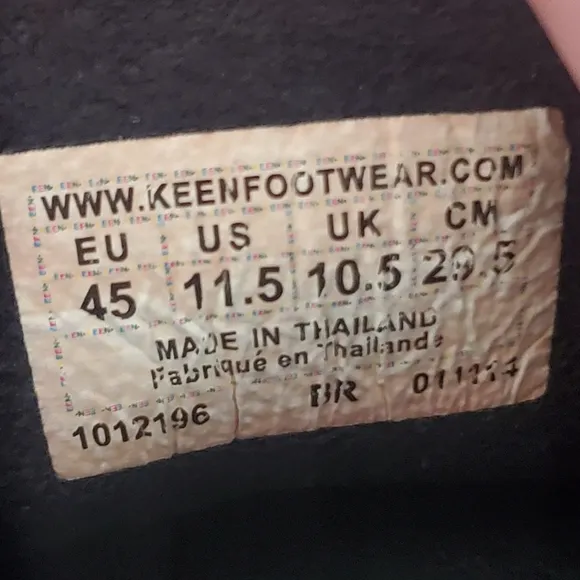 WWW.KEENFOOTWEAR.COM
EU US UK CM
45 11.5 10.5 29.5
MADE IN THAILAND
Fabriqué en Thailande
1012196 BR 011114